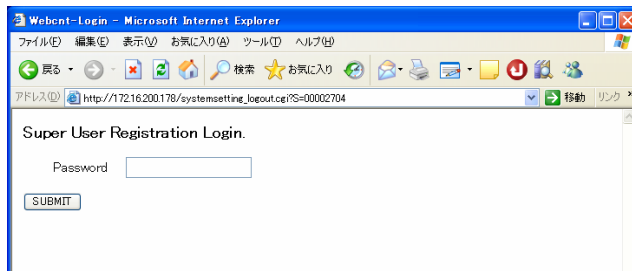 Webcnt-Login - Microsoft Internet Explorer
ファイル(F) 編集(E) 表示(V) お気に入り(A) ツール(T) ヘルプ(H)
戻る 検索 お気に入り
アドレス(D) http://172.16.200.178/systemsetting_logout.cgi?S=00002704 移動 リンク »
Super User Registration Login.
Password
SUBMIT